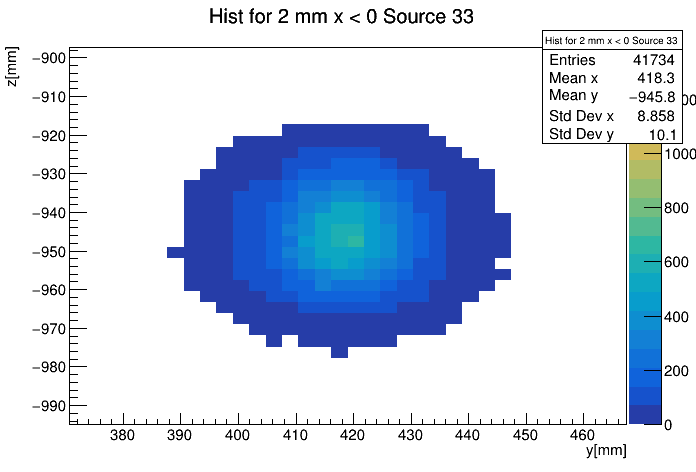 Hist for 2 mm x < 0 Source 33
Hist for 2 mm x < 0 Source 33
Entries 41734
Mean x 418.3
Mean y −945.8
Std Dev x 8.858
Std Dev y 10.1
z[mm]
−900
−910
−920
−930
−940
−950
−960
−970
−980
−990
380 390 400 410 420 430 440 450 460
y[mm]
1000
800
600
400
200
0